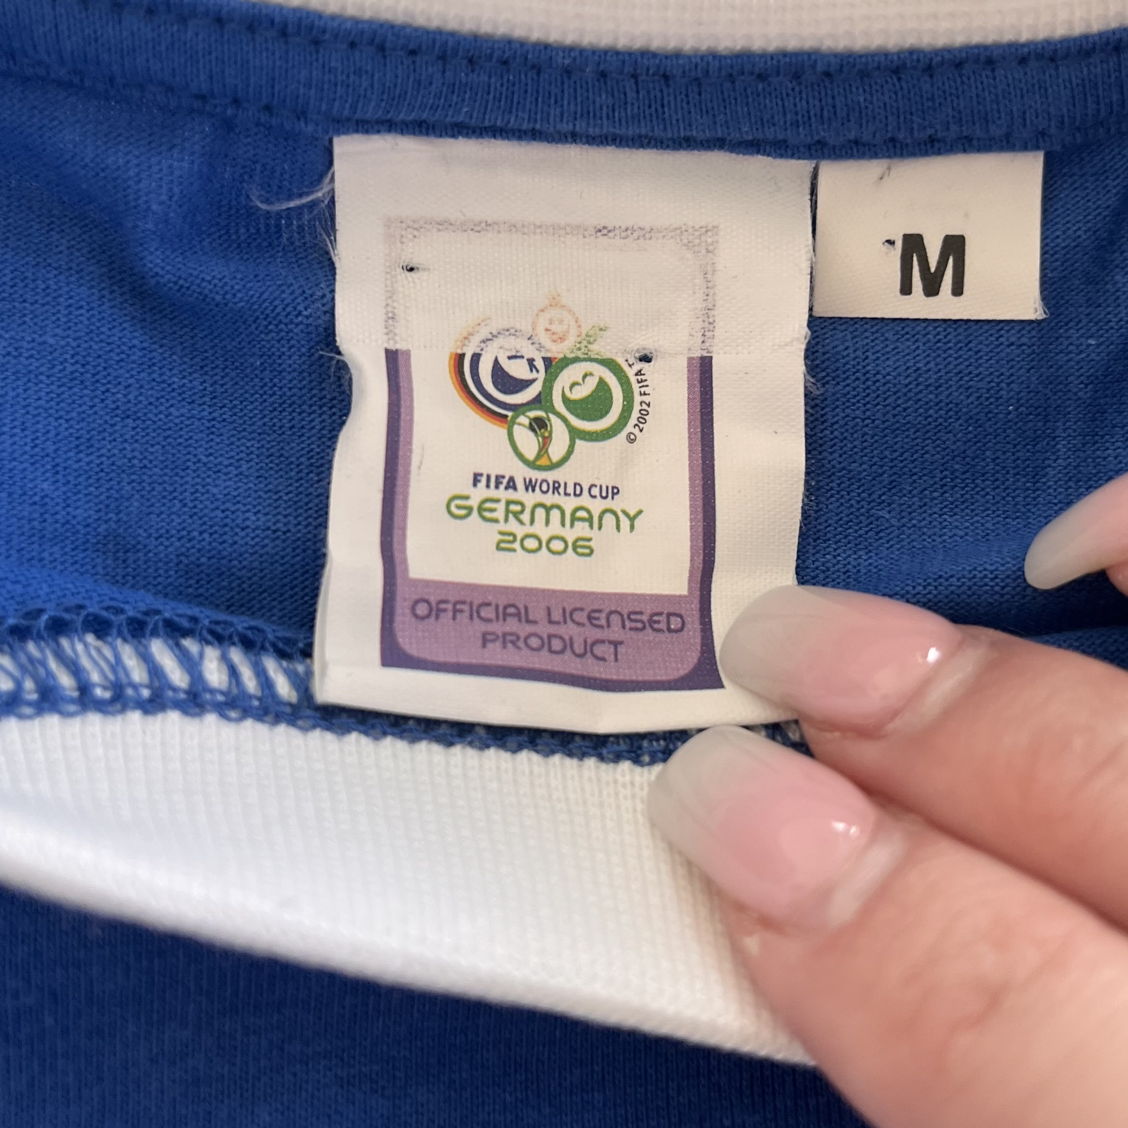 M
© 2002 FIFA
FIFA WORLD CUP
GERMANY
2006
OFFICIAL LICENSED
PRODUCT